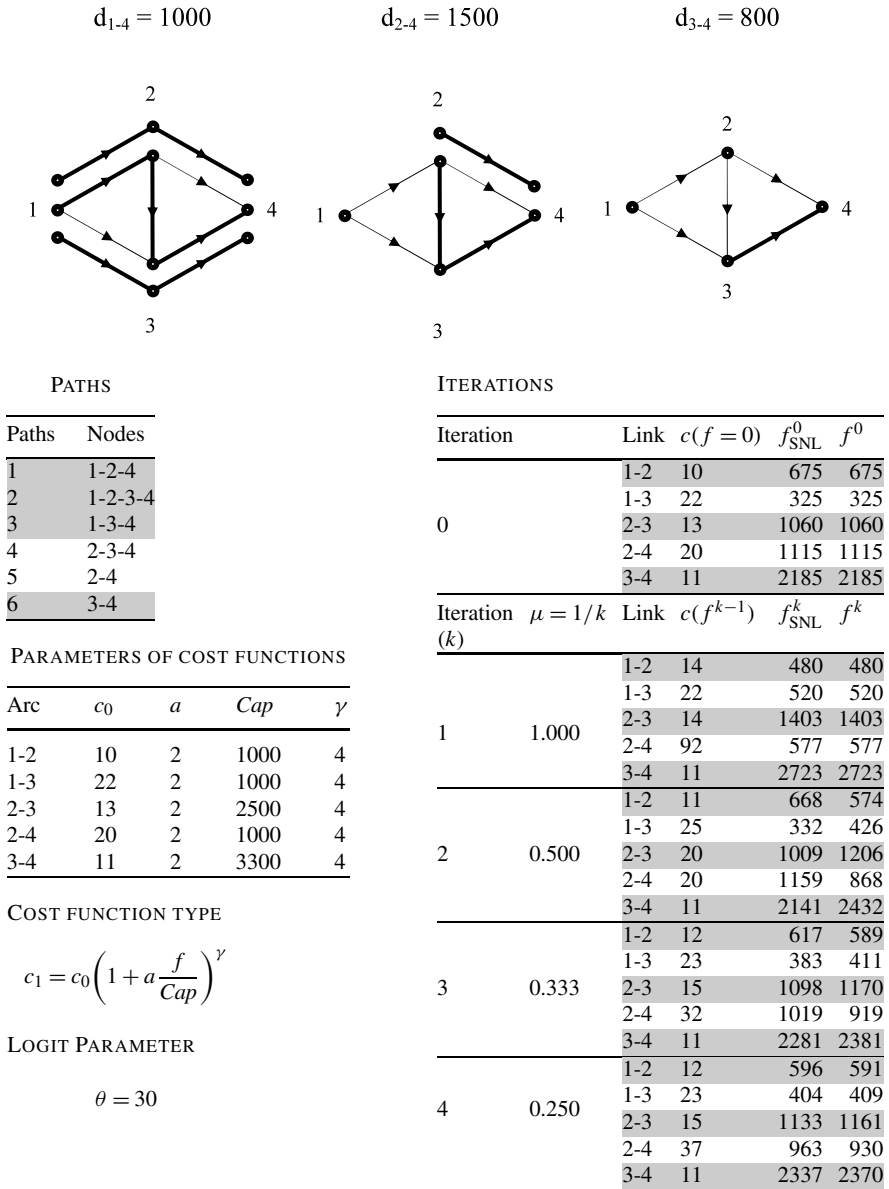 d1-4 = 1000
d2-4 = 1500
d3-4 = 800
2
1
4
3
2
1
4
3
2
1
4
3
PATHS
Paths Nodes
1 1-2-4
2 1-2-3-4
3 1-3-4
4 2-3-4
5 2-4
6 3-4
PARAMETERS OF COST FUNCTIONS
Arc c0 a Cap γ
1-2 10 2 1000 4
1-3 22 2 1000 4
2-3 13 2 2500 4
2-4 20 2 1000 4
3-4 11 2 3300 4
COST FUNCTION TYPE
c1 = c0(1 + a f/Cap)^γ
LOGIT PARAMETER
θ = 30
ITERATIONS
Iteration Link c(f = 0) f^0_SNL f^0
0
1-2 10 675 675
1-3 22 325 325
2-3 13 1060 1060
2-4 20 1115 1115
3-4 11 2185 2185
Iteration μ = 1/k Link c(f^k−1) f^k_SNL f^k
(k)
1 1.000
1-2 14 480 480
1-3 22 520 520
2-3 14 1403 1403
2-4 92 577 577
3-4 11 2723 2723
2 0.500
1-2 11 668 574
1-3 25 332 426
2-3 20 1009 1206
2-4 20 1159 868
3-4 11 2141 2432
3 0.333
1-2 12 617 589
1-3 23 383 411
2-3 15 1098 1170
2-4 32 1019 919
3-4 11 2281 2381
4 0.250
1-2 12 596 591
1-3 23 404 409
2-3 15 1133 1161
2-4 37 963 930
3-4 11 2337 2370